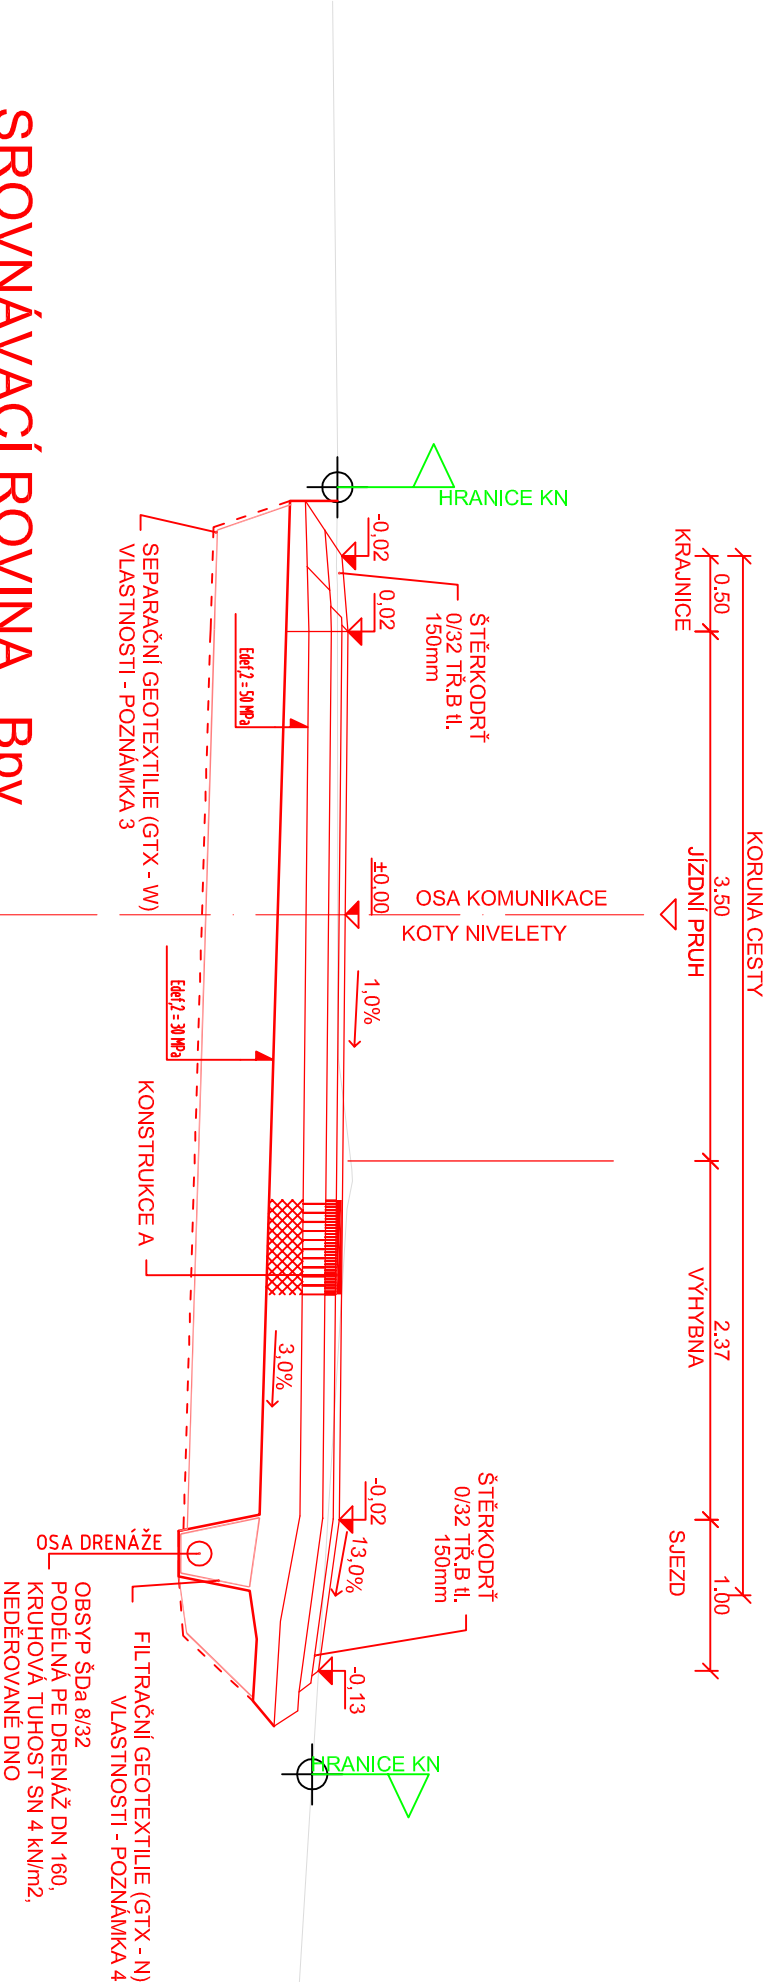 KORUNA CESTY
0.50
3.50
2.37
1.00
KRAJNICE
JÍZDNÍ PRUH
VÝHYBNA
SJEZD
HRANICE KN
ŠTĚRKODRŤ
0/32 TŘ.B tl.
150mm
OSA KOMUNIKACE
KOTY NIVELETY
ŠTĚRKODRŤ
0/32 TŘ.B tl.
150mm
HRANICE KN
-0,02
0,02
±0,00
1,0%
-0,02
13,0%
-0,13
3,0%
Edef,2 = 50 MPa
Edef,2 = 30 MPa
SEPARAČNÍ GEOTEXTILIE (GTX - W)
VLASTNOSTI - POZNÁMKA 3
KONSTRUKCE A
FILTRAČNÍ GEOTEXTILIE (GTX - N)
VLASTNOSTI - POZNÁMKA 4
OSA DRENÁŽE
OBSYP ŠDa 8/32
PODÉLNÁ PE DRENÁŽ DN 160,
KRUHOVÁ TUHOST SN 4 kN/m2,
NEDĚROVANÉ DNO
SROVNÁVACÍ ROVINA Bpv